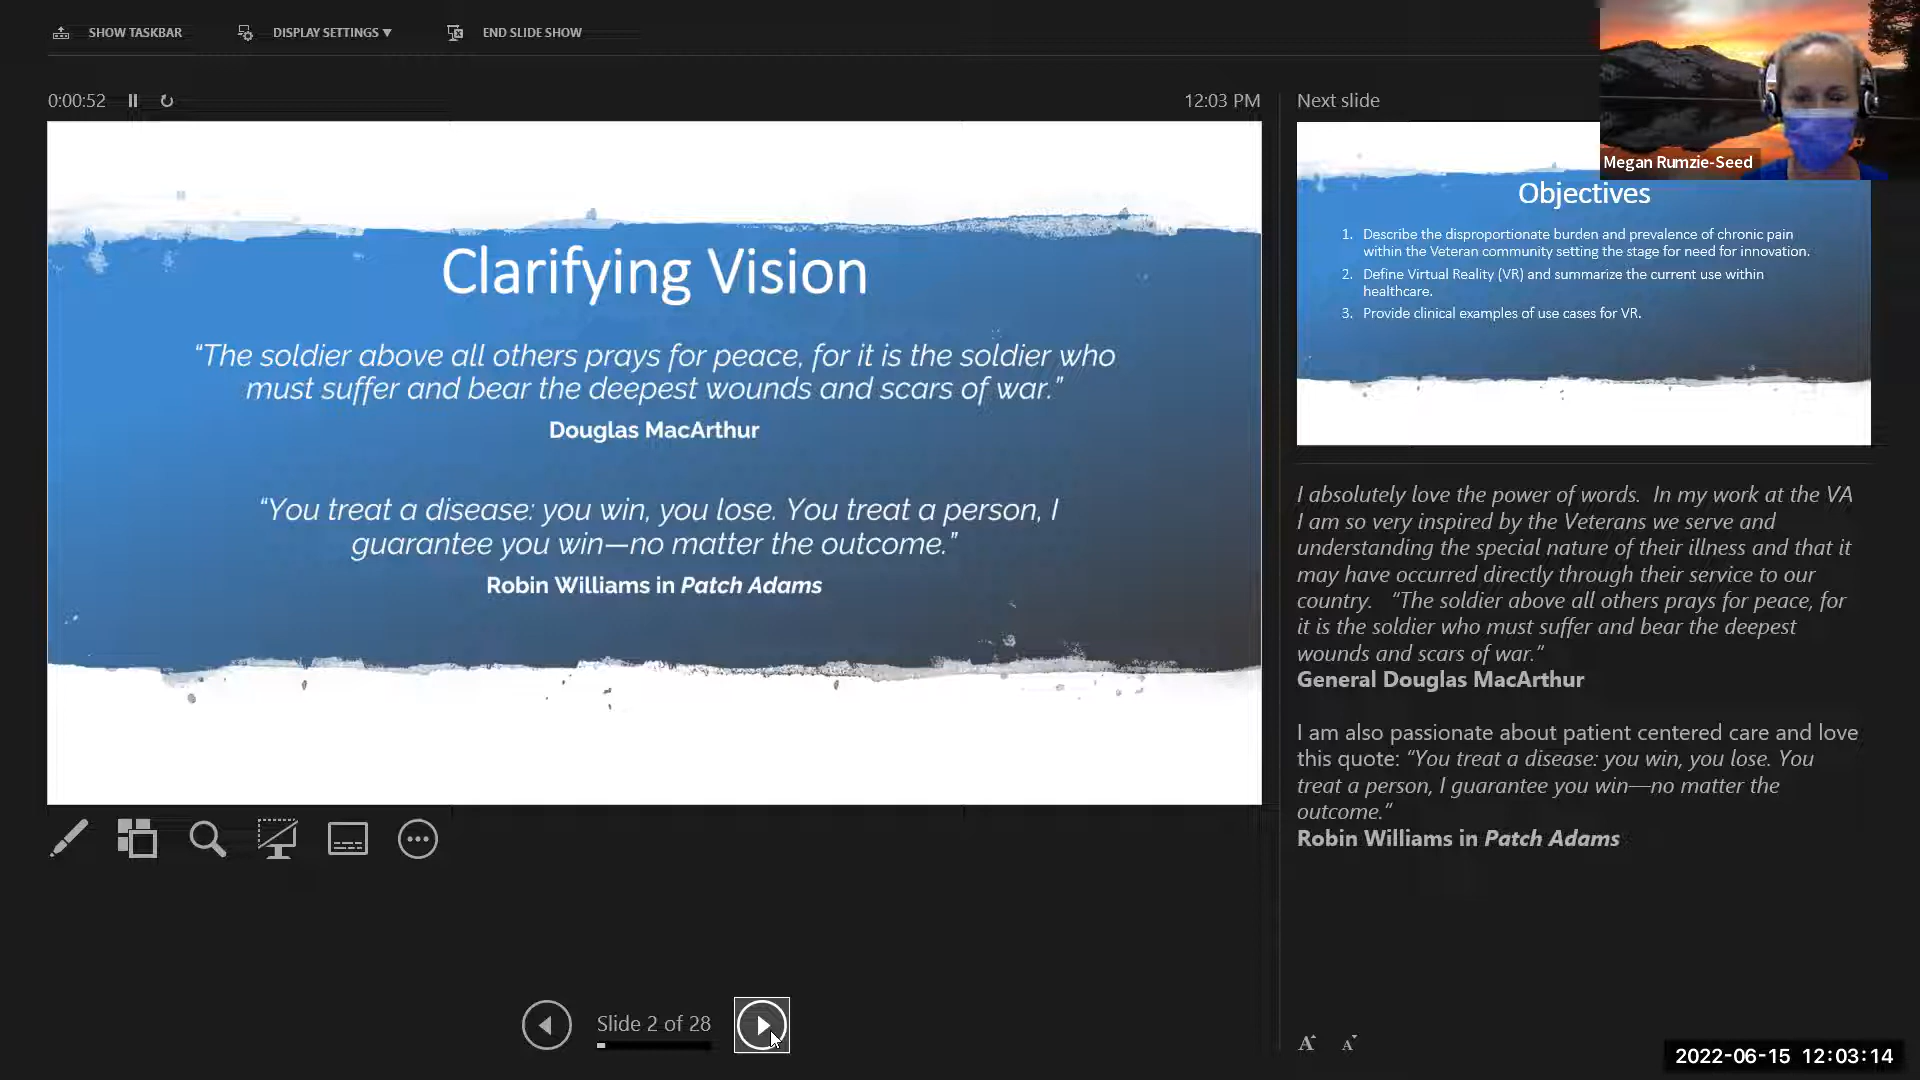 SHOW TASKBAR
DISPLAY SETTINGS ▼
END SLIDE SHOW
0:00:52
12:03 PM
Clarifying Vision
“The soldier above all others prays for peace, for it is the soldier who
must suffer and bear the deepest wounds and scars of war.”
Douglas MacArthur
“You treat a disease: you win, you lose. You treat a person, I
guarantee you win—no matter the outcome.”
Robin Williams in Patch Adams
Slide 2 of 28
Next slide
Megan Rumzie-Seed
Objectives
1. Describe the disproportionate burden and prevalence of chronic pain
within the Veteran community setting the stage for need for innovation.
2. Define Virtual Reality (VR) and summarize the current use within
healthcare.
3. Provide clinical examples of use cases for VR.
I absolutely love the power of words. In my work at the VA
I am so very inspired by the Veterans we serve and
understanding the special nature of their illness and that it
may have occurred directly through their service to our
country. “The soldier above all others prays for peace, for
it is the soldier who must suffer and bear the deepest
wounds and scars of war.”
General Douglas MacArthur
I am also passionate about patient centered care and love
this quote: “You treat a disease: you win, you lose. You
treat a person, I guarantee you win—no matter the
outcome.”
Robin Williams in Patch Adams
A A
2022-06-15 12:03:14